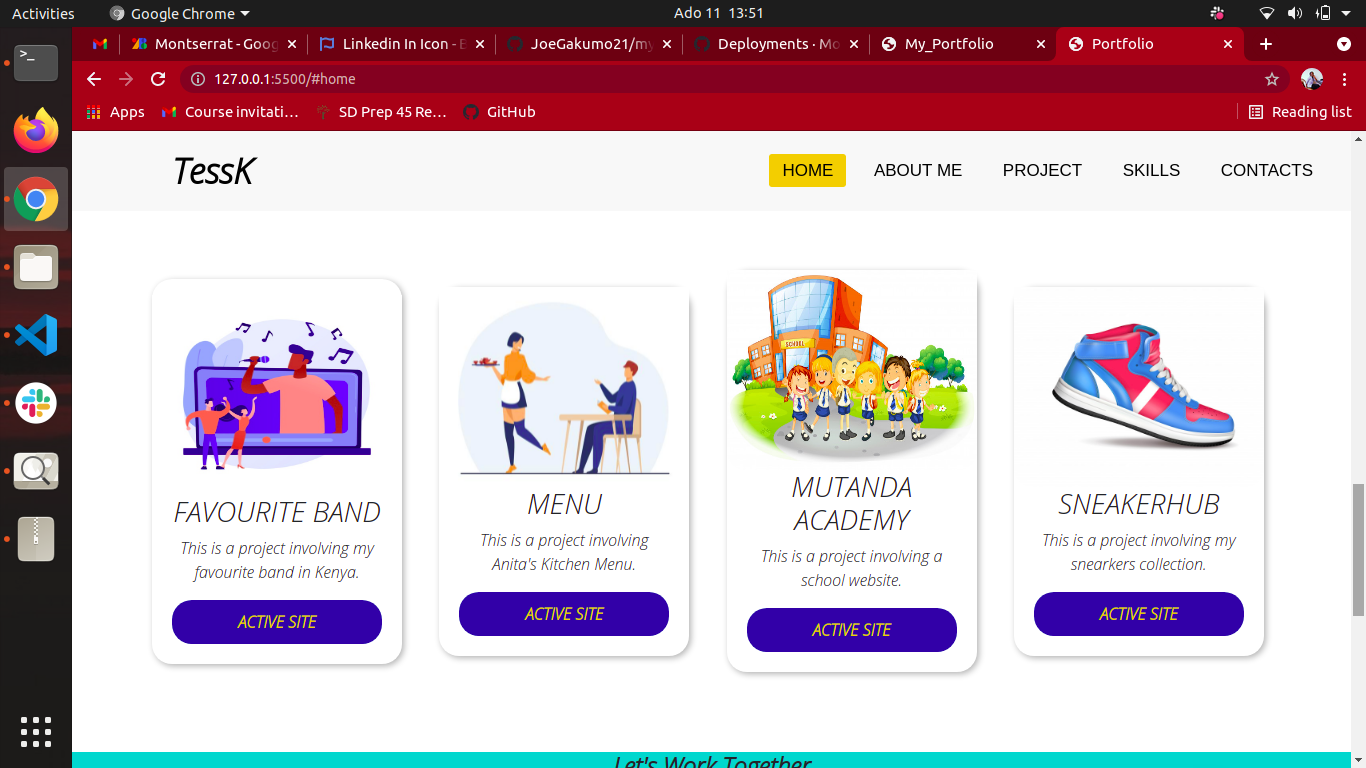 Activities
Google Chrome
Ado 11 13:51
Montserrat - Goog
Linkedin In Icon - B
JoeGakumo21/my
Deployments · Mo
My_Portfolio
Portfolio
127.0.0.1:5500/#home
Apps
Course invitati…
SD Prep 45 Re…
GitHub
Reading list
TessK
HOME
ABOUT ME
PROJECT
SKILLS
CONTACTS
SCHOOL
FAVOURITE BAND
This is a project involving my
favourite band in Kenya.
ACTIVE SITE
MENU
This is a project involving
Anita's Kitchen Menu.
ACTIVE SITE
MUTANDA
ACADEMY
This is a project involving a
school website.
ACTIVE SITE
SNEAKERHUB
This is a project involving my
snearkers collection.
ACTIVE SITE
Let's Work Together